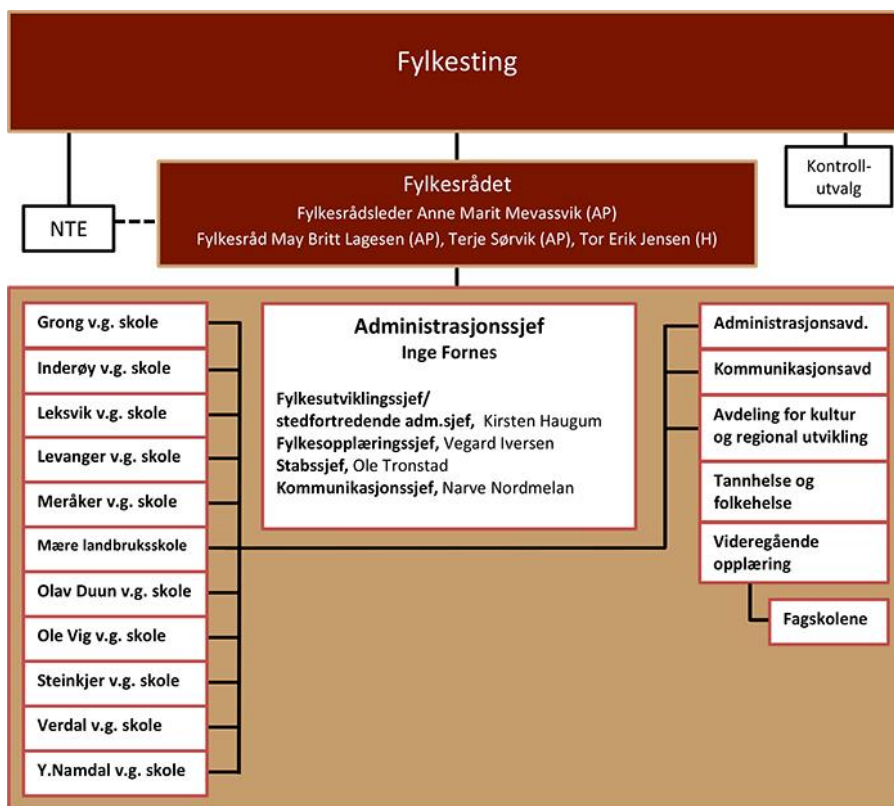 Fylkesting
Kontroll-
utvalg
NTE
Fylkesrådet
Fylkesrådsleder Anne Marit Mevassvik (AP)
Fylkesråd May Britt Lagesen (AP), Terje Sørvik (AP), Tor Erik Jensen (H)
Grong v.g. skole
Inderøy v.g. skole
Leksvik v.g. skole
Levanger v.g. skole
Meråker v.g. skole
Mære landbruksskole
Olav Duun v.g. skole
Ole Vig v.g. skole
Steinkjer v.g. skole
Verdal v.g. skole
Y.Namdal v.g. skole
Administrasjonssjef
Inge Fornes
Fylkesutviklingssjef/
stedfortredende adm.sjef, Kirsten Haugum
Fylkesopplæringssjef, Vegard Iversen
Stabssjef, Ole Tronstad
Kommunikasjonssjef, Narve Nordmelan
Administrasjonsavd.
Kommunikasjonsavd
Avdeling for kultur
og regional utvikling
Tannhelse og
folkehelse
Videregående
opplæring
Fagskolene